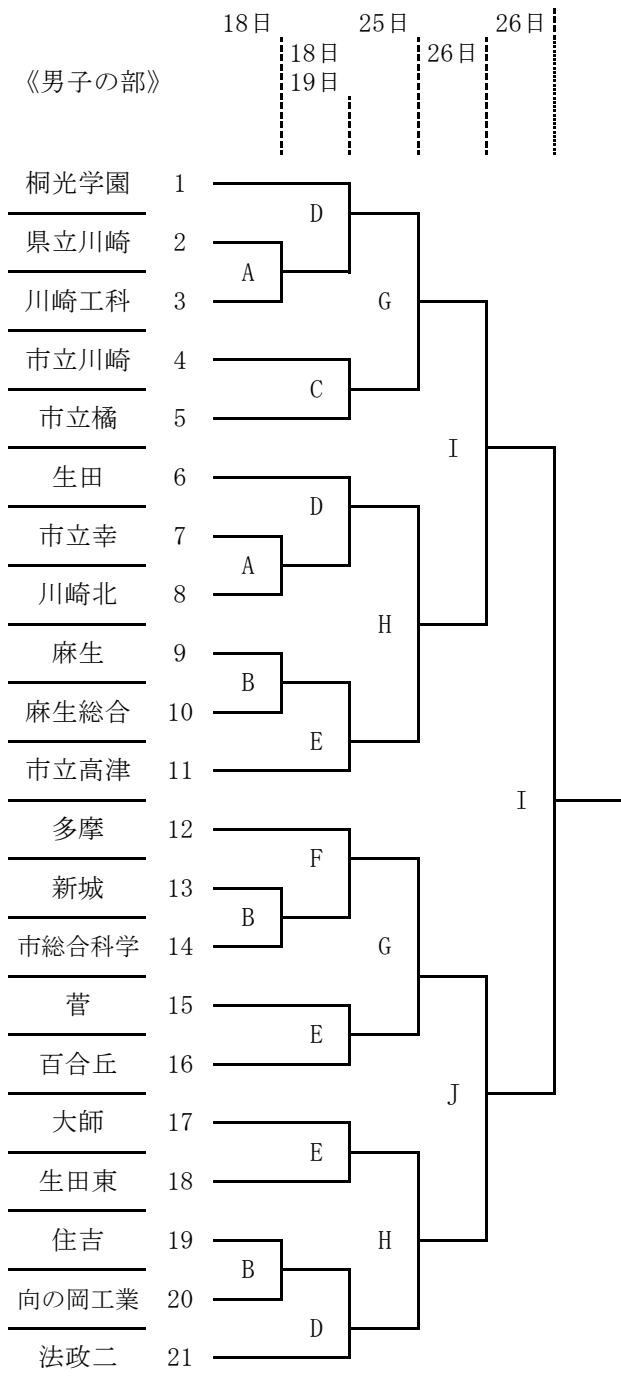 18日 25日 26日
18日 26日
《男子の部》 19日
桐光学園 1
D
県立川崎 2
A
川崎工科 3 G
市立川崎 4
C
市立橘 5
I
生田 6
D
市立幸 7
A
川崎北 8
H
麻生 9
B
麻生総合 10
E
市立高津 11
I
多摩 12
F
新城 13
B
市総合科学 14 G
菅 15
E
百合丘 16
J
大師 17
E
生田東 18
住吉 19 H
B
向の岡工業 20
D
法政二 21